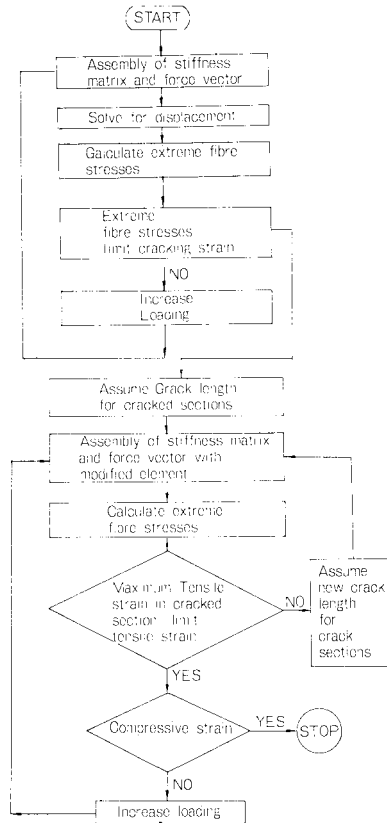 START
Assembly of stiffness
matrix and force vector
Solve for displacement
Galculate extreme fibre
stresses
Extreme
fibre stresses
limit cracking strain
NO
Increase
Loading
Assume Grack length
for cracked sections
Assembly of stiffness matrix
and force vector with
modified element
Calculate extreme
fibre stresses
Maximum Tensile
strain in cracked
section limit
tensile strain
NO
Assume
new crack
length
for
crack
sections
YES
Compressive strain
YES
STOP
NO
Increase loading